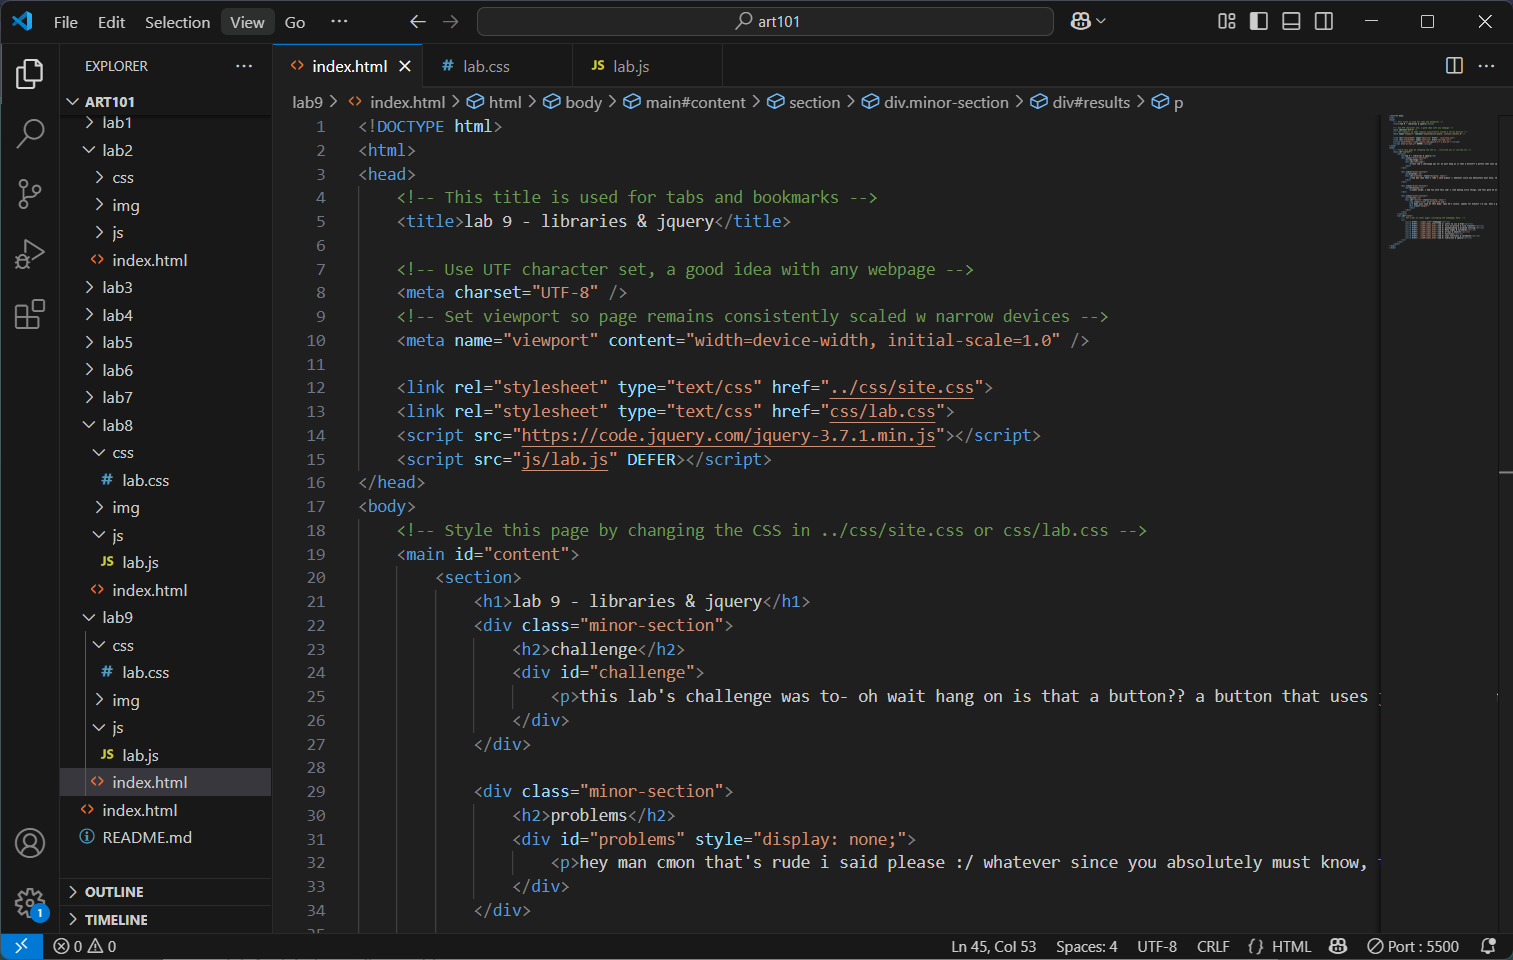 File Edit Selection View Go ··· art101
EXPLORER ···
index.html
lab.css
JS lab.js
ART101
lab1
lab2
css
img
js
index.html
lab3
lab4
lab5
lab6
lab7
lab8
css
# lab.css
img
js
JS lab.js
index.html
lab9
css
# lab.css
img
js
JS lab.js
index.html
index.html
README.md
OUTLINE
TIMELINE
lab9 > index.html > html > body > main#content > section > div.minor-section > div#results > p
1 <!DOCTYPE html>
2 <html>
3 <head>
4 <!-- This title is used for tabs and bookmarks -->
5 <title>lab 9 - libraries & jquery</title>
6
7 <!-- Use UTF character set, a good idea with any webpage -->
8 <meta charset="UTF-8" />
9 <!-- Set viewport so page remains consistently scaled w narrow devices -->
10 <meta name="viewport" content="width=device-width, initial-scale=1.0" />
11
12 <link rel="stylesheet" type="text/css" href="../css/site.css">
13 <link rel="stylesheet" type="text/css" href="css/lab.css">
14 <script src="https://code.jquery.com/jquery-3.7.1.min.js"></script>
15 <script src="js/lab.js" DEFER></script>
16 </head>
17 <body>
18 <!-- Style this page by changing the CSS in ../css/site.css or css/lab.css -->
19 <main id="content">
20 <section>
21 <h1>lab 9 - libraries & jquery</h1>
22 <div class="minor-section">
23 <h2>challenge</h2>
24 <div id="challenge">
25 <p>this lab's challenge was to- oh wait hang on is that a button?? a button that uses
26 </div>
27 </div>
28
29 <div class="minor-section">
30 <h2>problems</h2>
31 <div id="problems" style="display: none;">
32 <p>hey man cmon that's rude i said please :/ whatever since you absolutely must know,
33 </div>
34 </div>
1
0 0 Ln 45, Col 53 Spaces: 4 UTF-8 CRLF {} HTML Port : 5500